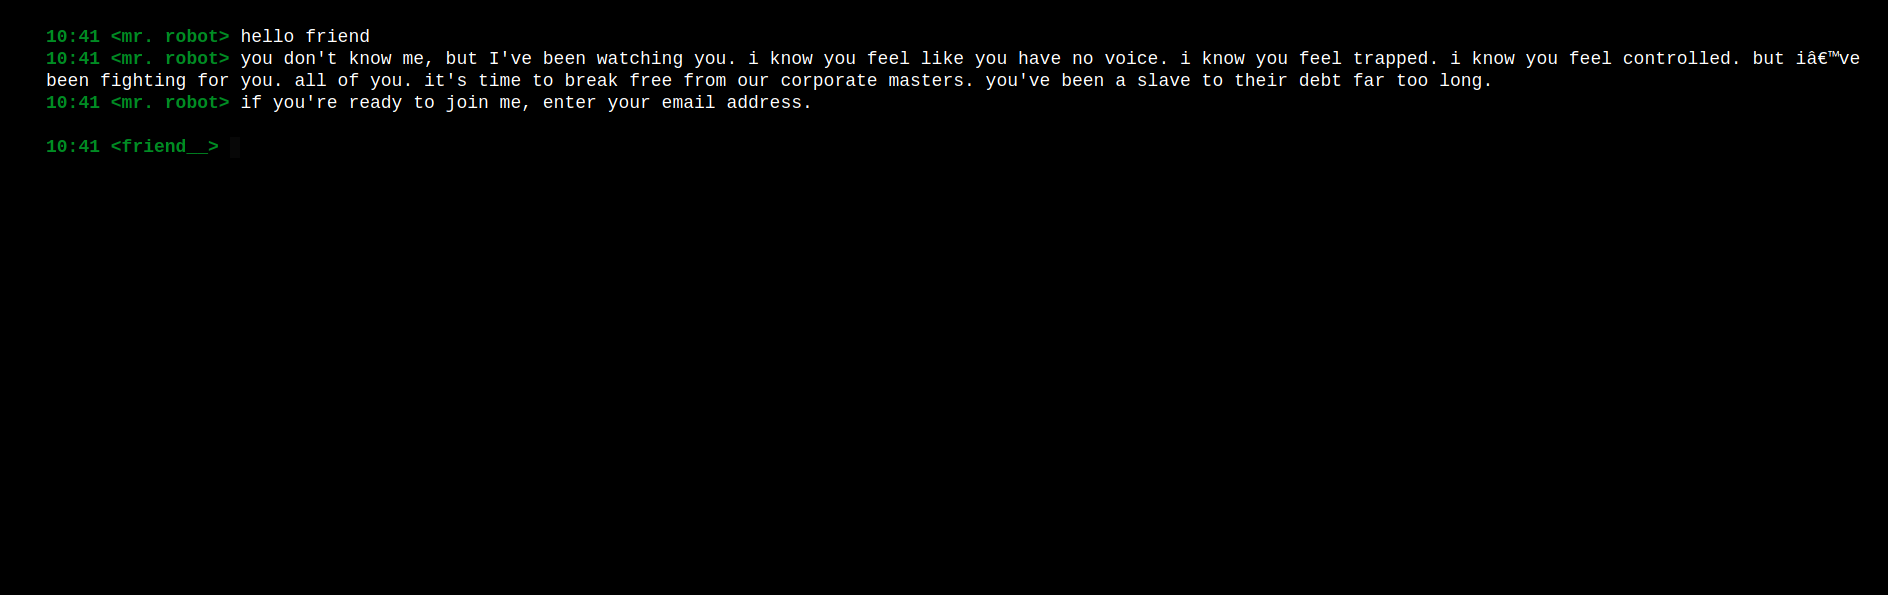 10:41 <mr. robot> hello friend
10:41 <mr. robot> you don't know me, but I've been watching you. i know you feel like you have no voice. i know you feel trapped. i know you feel controlled. but iâ€™ve
been fighting for you. all of you. it's time to break free from our corporate masters. you've been a slave to their debt far too long.
10:41 <mr. robot> if you're ready to join me, enter your email address.
10:41 <friend__>